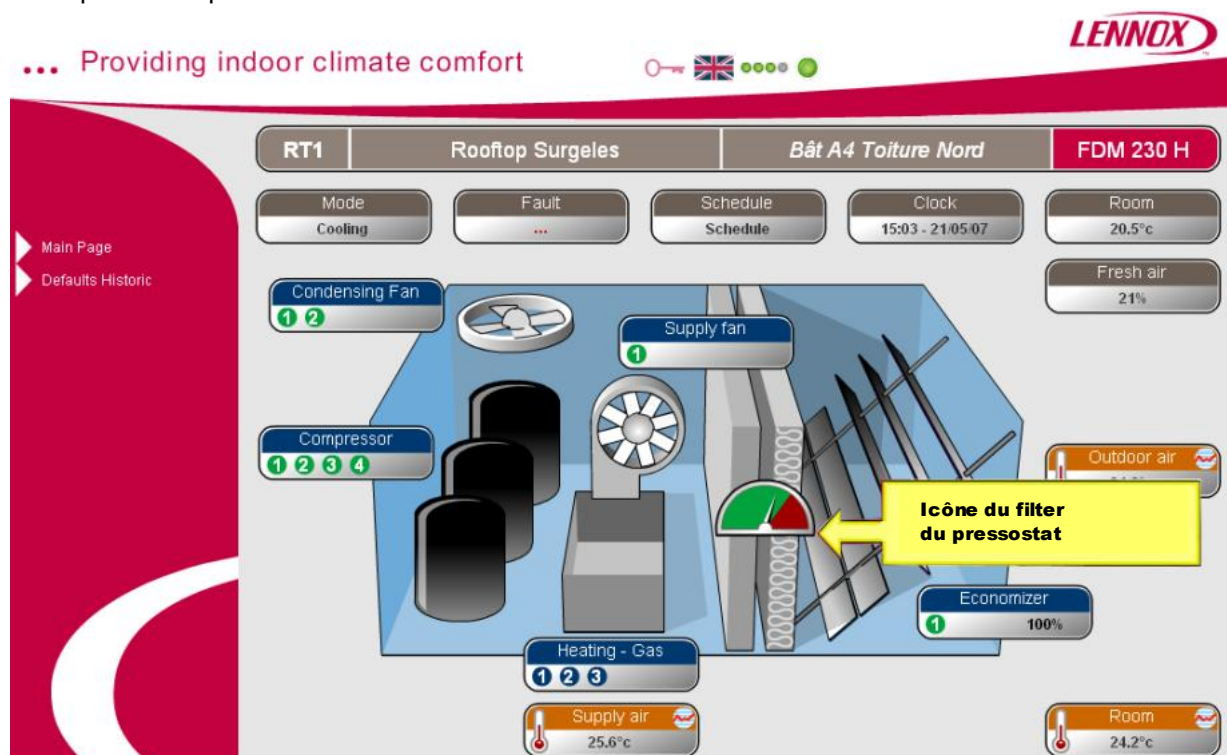 LENNOX
... Providing indoor climate comfort
RT1 Rooftop Surgeles Bât A4 Toiture Nord FDM 230 H
Mode Fault Schedule Clock Room
Cooling ... Schedule 15:03 - 21/05/07 20.5°c
Main Page
Defaults Historic
Fresh air
21%
Condensing Fan
1 2
Supply fan
1
Compressor
1 2 3 4
Outdoor air
Icône du filter
du pressostat
Economizer
1 100%
Heating - Gas
1 2 3
Supply air
25.6°c
Room
24.2°c